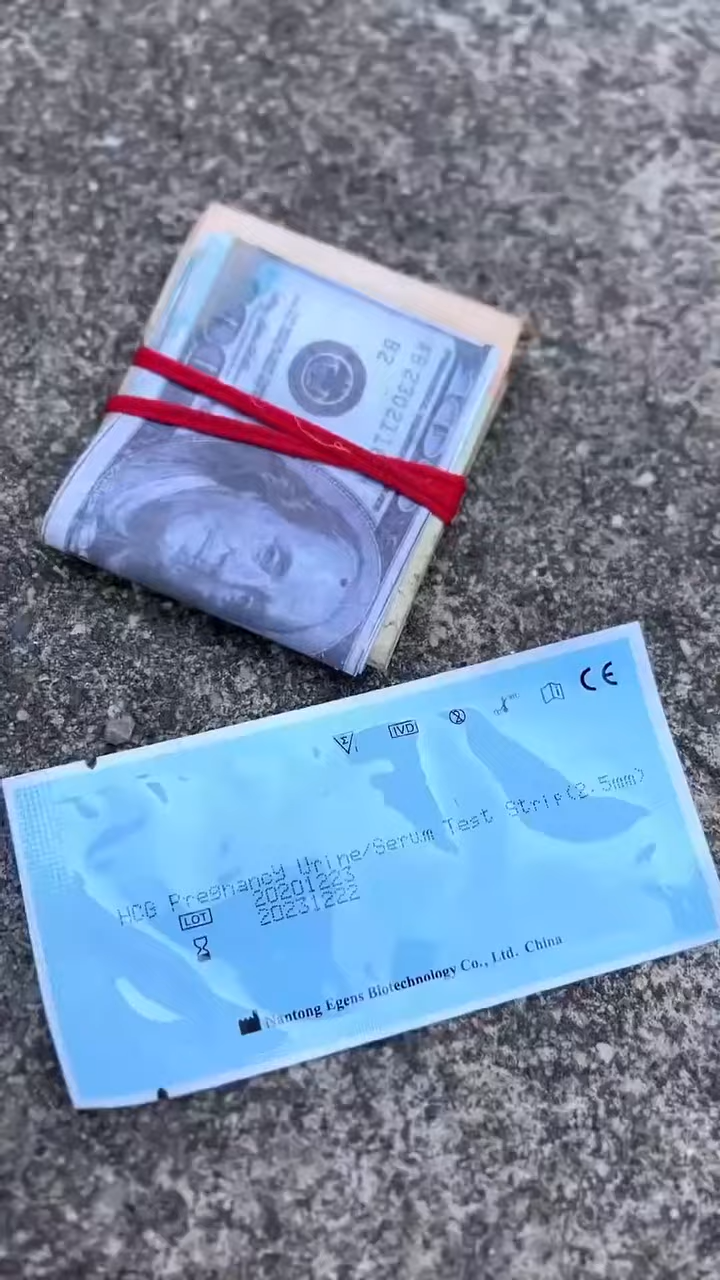 B2
CE
IVD
HCG Pregnancy Urine/Serum Test Strip(2.5mm)
LOT 20201223
20231222
Nantong Egens Biotechnology Co., Ltd. China